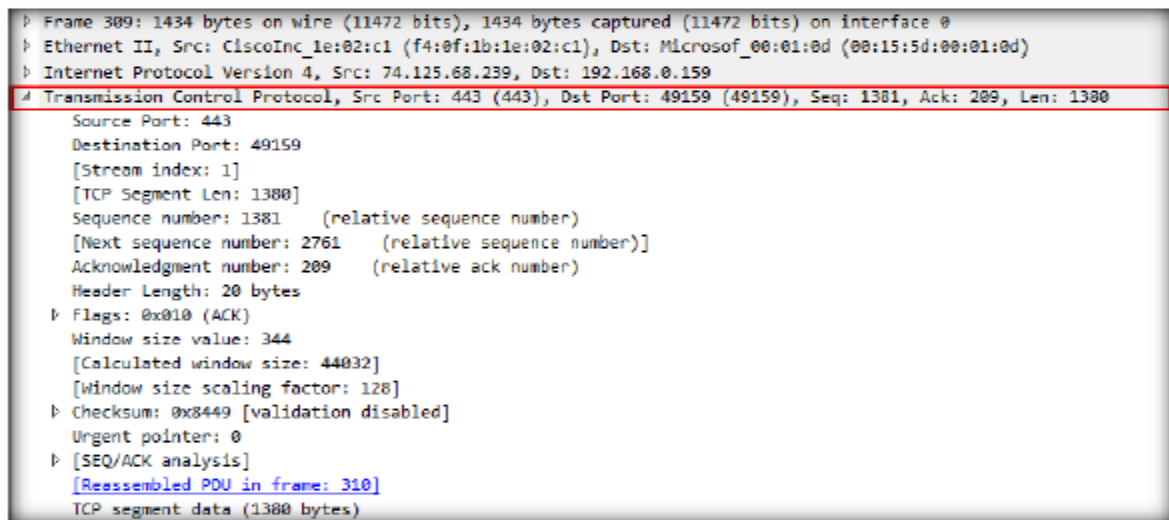 Frame 309: 1434 bytes on wire (11472 bits), 1434 bytes captured (11472 bits) on interface 0
Ethernet II, Src: CiscoInc_1e:02:c1 (f4:0f:1b:1e:02:c1), Dst: Microsof_00:01:0d (00:15:5d:00:01:0d)
Internet Protocol Version 4, Src: 74.125.68.239, Dst: 192.168.0.159
Transmission Control Protocol, Src Port: 443 (443), Dst Port: 49159 (49159), Seq: 1381, Ack: 209, Len: 1380
Source Port: 443
Destination Port: 49159
[Stream index: 1]
[TCP Segment Len: 1380]
Sequence number: 1381    (relative sequence number)
[Next sequence number: 2761    (relative sequence number)]
Acknowledgment number: 209    (relative ack number)
Header Length: 20 bytes
Flags: 0x010 (ACK)
Window size value: 344
[Calculated window size: 44032]
[Window size scaling factor: 128]
Checksum: 0x8449 [validation disabled]
Urgent pointer: 0
[SEQ/ACK analysis]
[Reassembled PDU in frame: 310]
TCP segment data (1380 bytes)